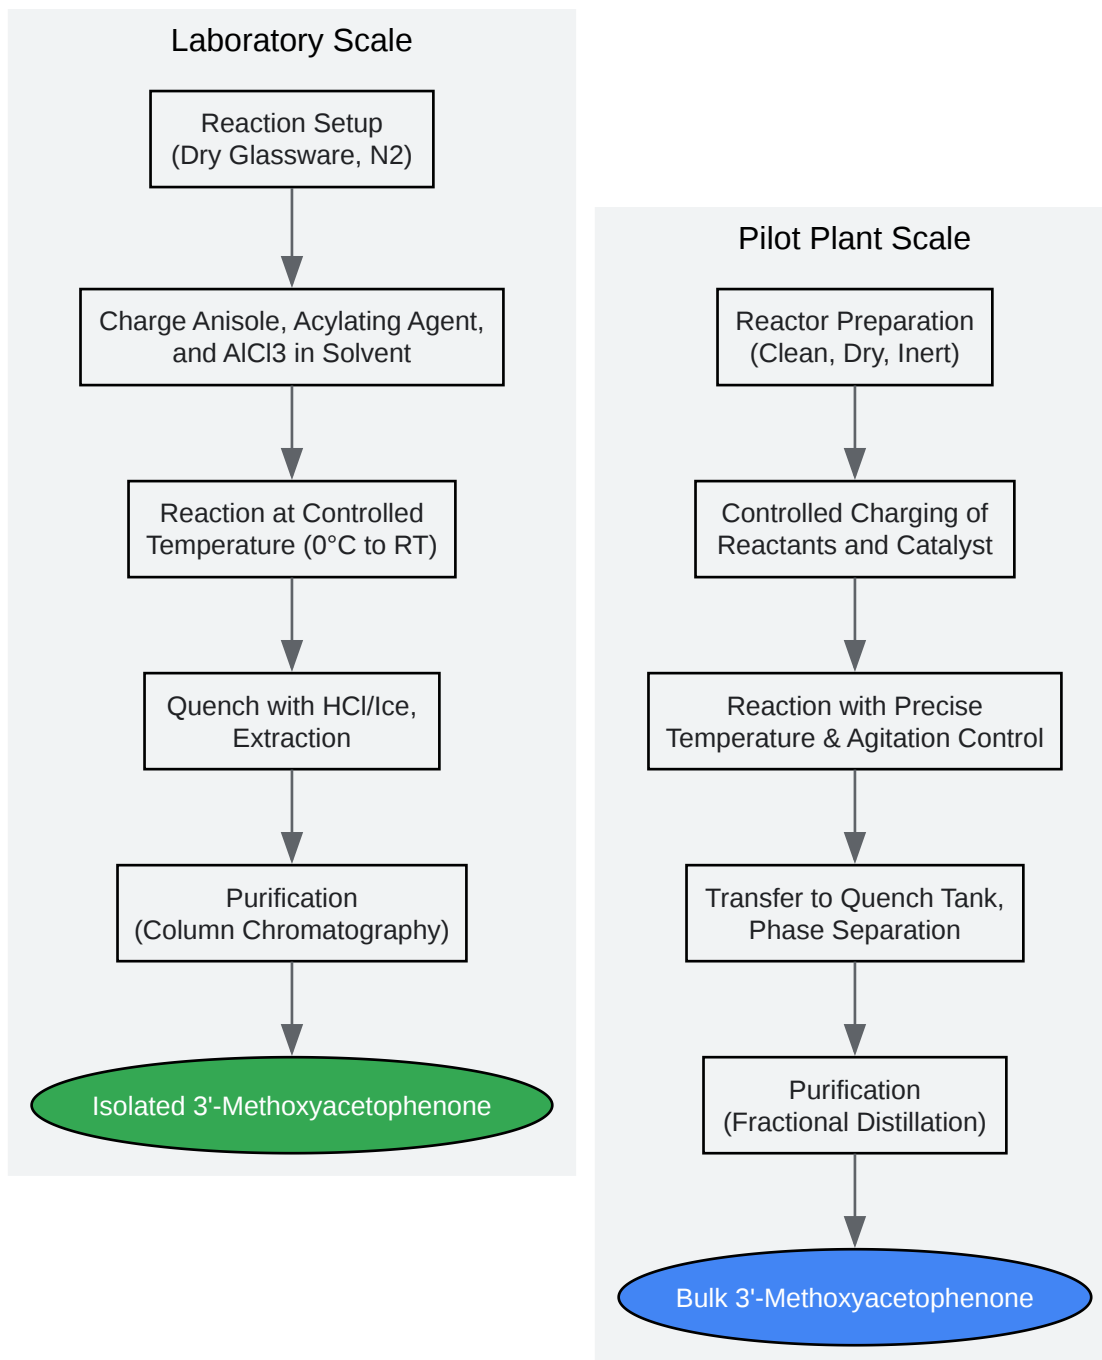 Laboratory Scale
Reaction Setup
(Dry Glassware, N2)
Charge Anisole, Acylating Agent,
and AlCl3 in Solvent
Reaction at Controlled
Temperature (0°C to RT)
Quench with HCl/Ice,
Extraction
Purification
(Column Chromatography)
Isolated 3'-Methoxyacetophenone
Pilot Plant Scale
Reactor Preparation
(Clean, Dry, Inert)
Controlled Charging of
Reactants and Catalyst
Reaction with Precise
Temperature & Agitation Control
Transfer to Quench Tank,
Phase Separation
Purification
(Fractional Distillation)
Bulk 3'-Methoxyacetophenone